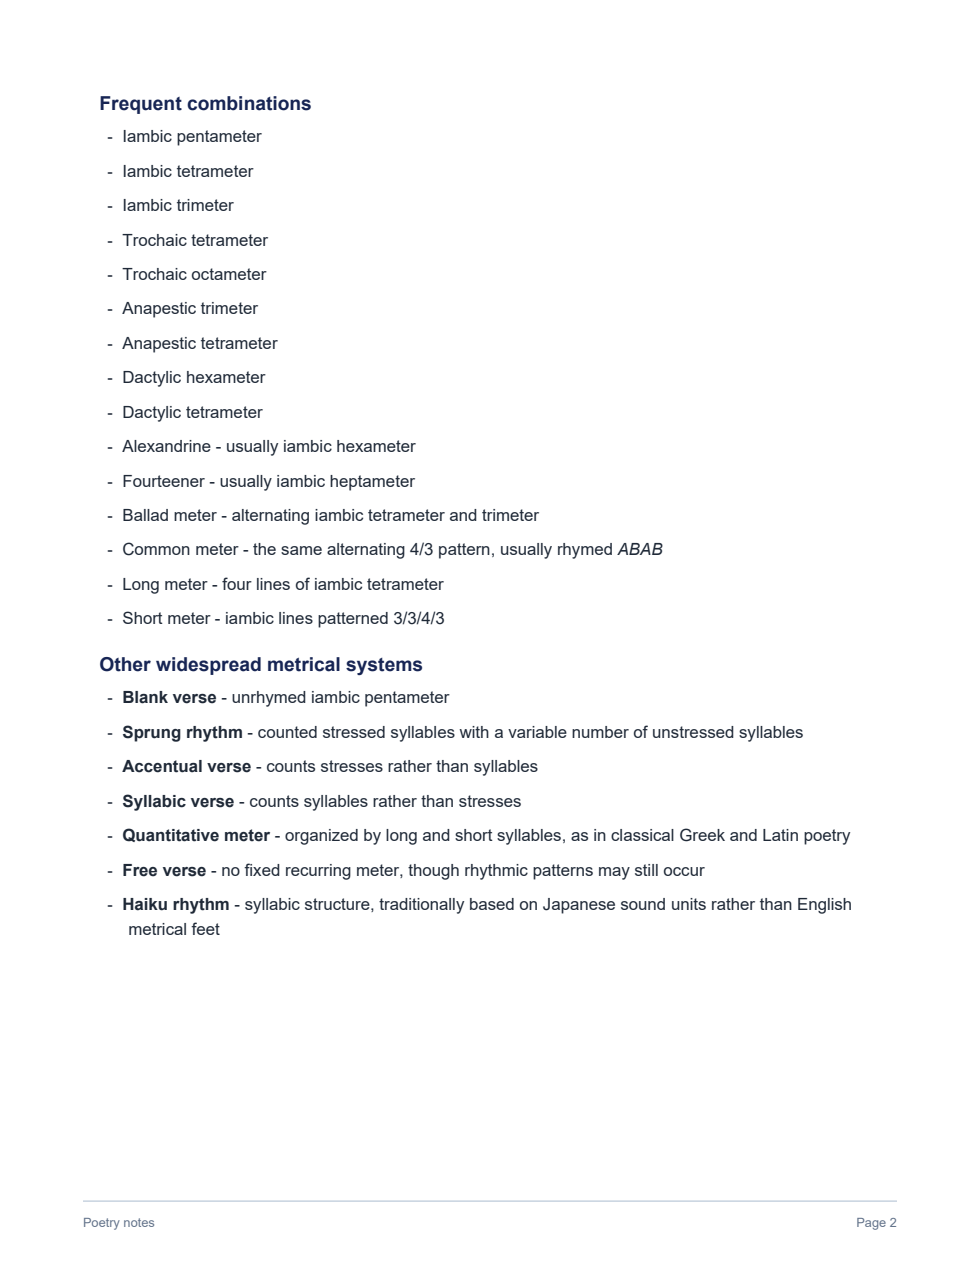 Frequent combinations
- Iambic pentameter
- Iambic tetrameter
- Iambic trimeter
- Trochaic tetrameter
- Trochaic octameter
- Anapestic trimeter
- Anapestic tetrameter
- Dactylic hexameter
- Dactylic tetrameter
- Alexandrine - usually iambic hexameter
- Fourteener - usually iambic heptameter
- Ballad meter - alternating iambic tetrameter and trimeter
- Common meter - the same alternating 4/3 pattern, usually rhymed ABAB
- Long meter - four lines of iambic tetrameter
- Short meter - iambic lines patterned 3/3/4/3
Other widespread metrical systems
- Blank verse - unrhymed iambic pentameter
- Sprung rhythm - counted stressed syllables with a variable number of unstressed syllables
- Accentual verse - counts stresses rather than syllables
- Syllabic verse - counts syllables rather than stresses
- Quantitative meter - organized by long and short syllables, as in classical Greek and Latin poetry
- Free verse - no fixed recurring meter, though rhythmic patterns may still occur
- Haiku rhythm - syllabic structure, traditionally based on Japanese sound units rather than English
metrical feet
Poetry notes
Page 2